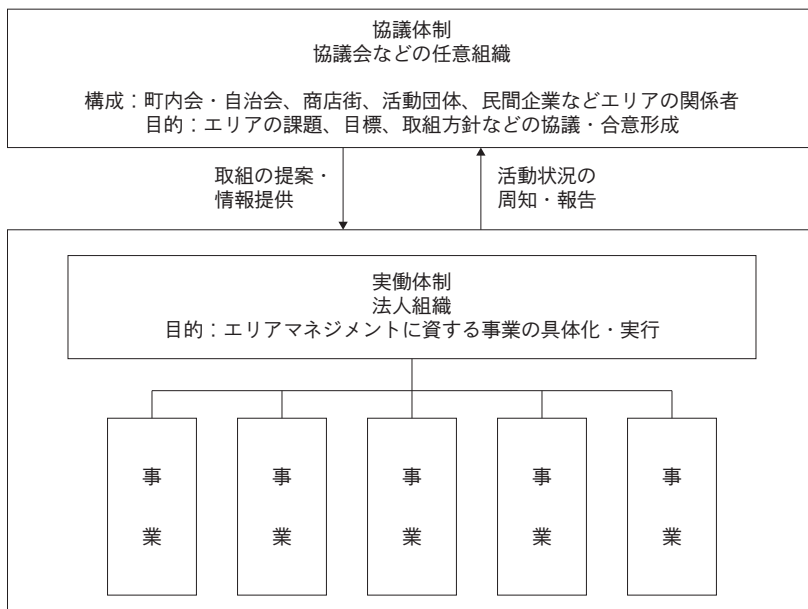 協議体制
協議会などの任意組織
構成：町内会・自治会、商店街、活動団体、民間企業などエリアの関係者
目的：エリアの課題、目標、取組方針などの協議・合意形成
取組の提案・
情報提供
活動状況の
周知・報告
実働体制
法人組織
目的：エリアマネジメントに資する事業の具体化・実行
事業
事業
事業
事業
事業